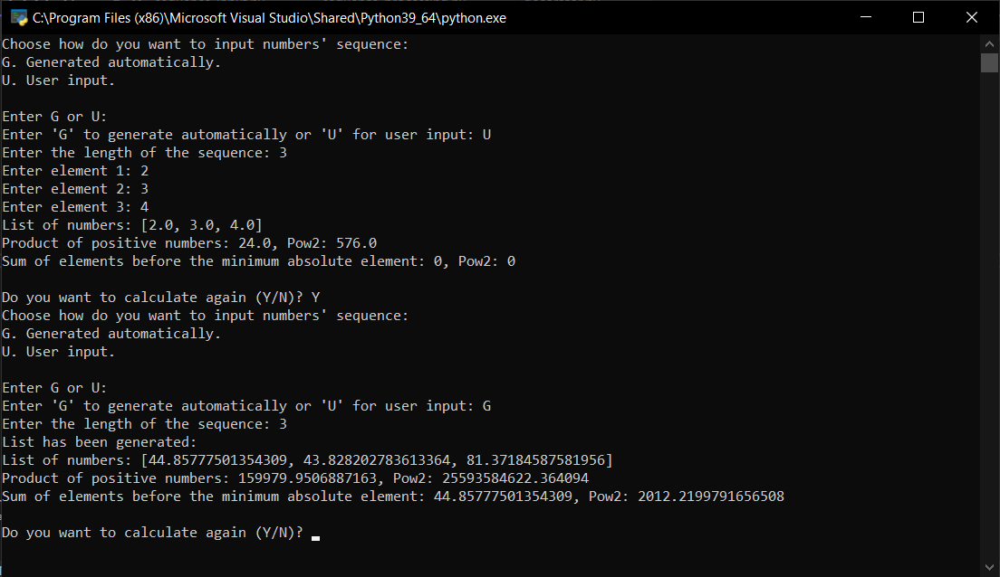 C:\Program Files (x86)\Microsoft Visual Studio\Shared\Python39_64\python.exe
Choose how do you want to input numbers' sequence:
G. Generated automatically.
U. User input.
Enter G or U:
Enter 'G' to generate automatically or 'U' for user input: U
Enter the length of the sequence: 3
Enter element 1: 2
Enter element 2: 3
Enter element 3: 4
List of numbers: [2.0, 3.0, 4.0]
Product of positive numbers: 24.0, Pow2: 576.0
Sum of elements before the minimum absolute element: 0, Pow2: 0
Do you want to calculate again (Y/N)? Y
Choose how do you want to input numbers' sequence:
G. Generated automatically.
U. User input.
Enter G or U:
Enter 'G' to generate automatically or 'U' for user input: G
Enter the length of the sequence: 3
List has been generated:
List of numbers: [44.85777501354309, 43.828202783613364, 81.37184587581956]
Product of positive numbers: 159979.9506887163, Pow2: 25593584622.364094
Sum of elements before the minimum absolute element: 44.85777501354309, Pow2: 2012.2199791656508
Do you want to calculate again (Y/N)?